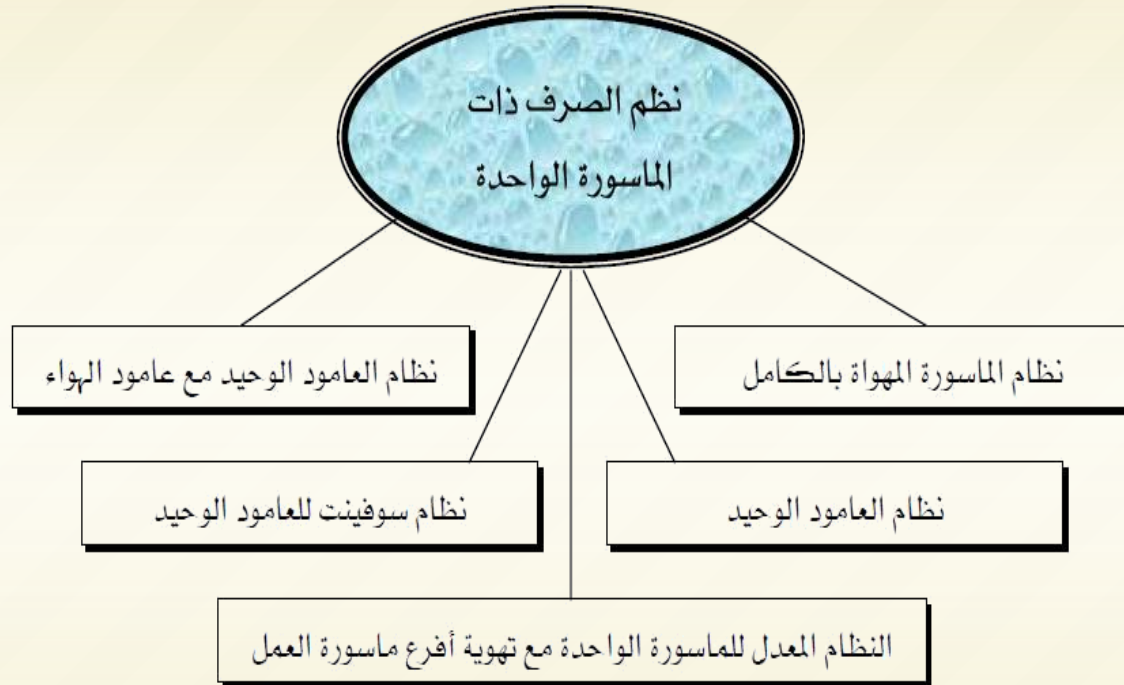 نظم الصرف ذات
الماسورة الواحدة
نظام الماسورة المهواة بالكامل
نظام العامود الوحيد مع عامود الهواء
نظام العامود الوحيد
نظام سوفينت للعامود الوحيد
النظام المعدل للماسورة الواحدة مع تهوية أفرع ماسورة العمل